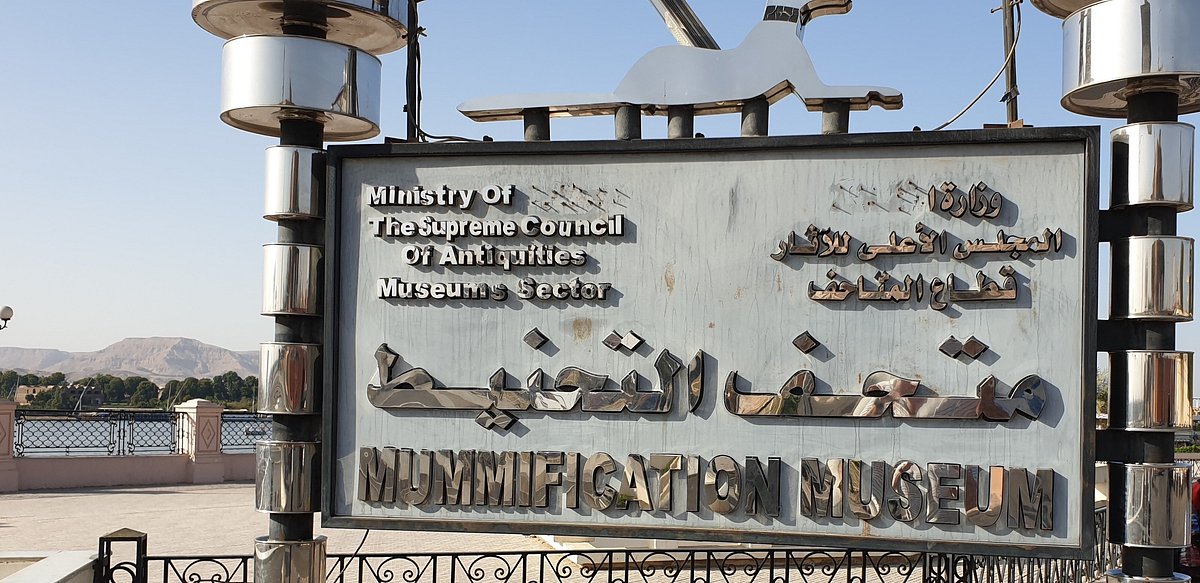 Ministry Of
The Supreme Council
Of Antiquities
Museums Sector
وزارة ا
المجلس الأعلى للآثار
قطاع المتاحف
متحف التحنيط
MUMMIFICATION MUSEUM